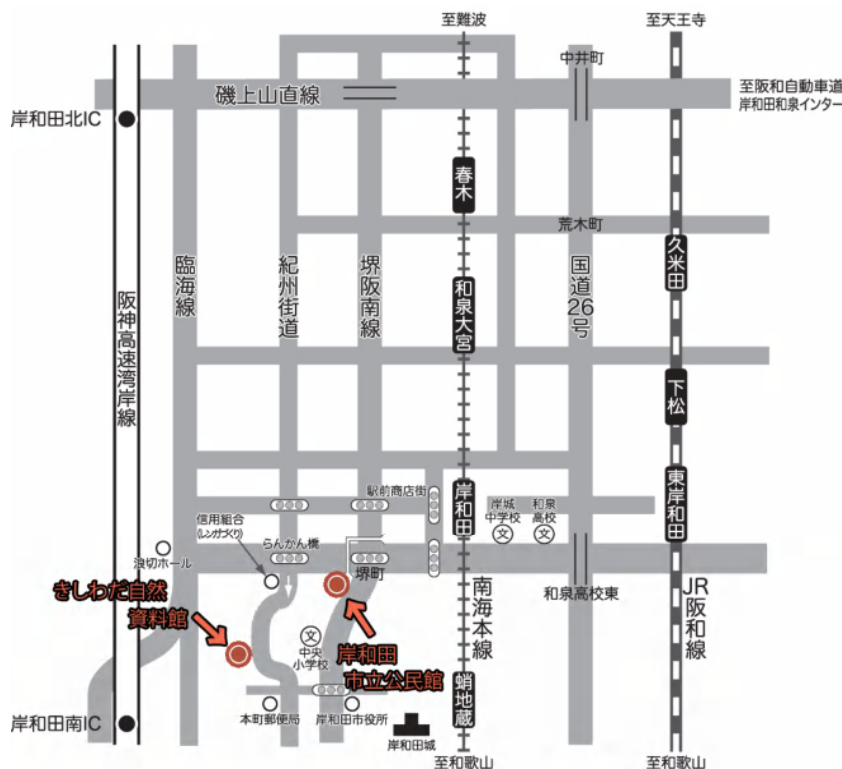 至難波
至天王寺
中井町
磯上山直線
至阪和自動車道
岸和田和泉インター
岸和田北IC
春木
荒木町
臨海線
紀州街道
堺阪南線
国道26号
久米田
和泉大宮
阪神高速湾岸線
下松
駅前商店街
岸和田
岸城
中学校
和泉
高校
東岸和田
文
文
信用組合
(レンガづくり)
らんかん橋
浪切ホール
堺町
和泉高校東
きしわだ自然
資料館
南海本線
JR阪和線
文
中央
小学校
岸和田
市立公民館
蛸地蔵
岸和田南IC
本町郵便局
岸和田市役所
岸和田城
至和歌山
至和歌山